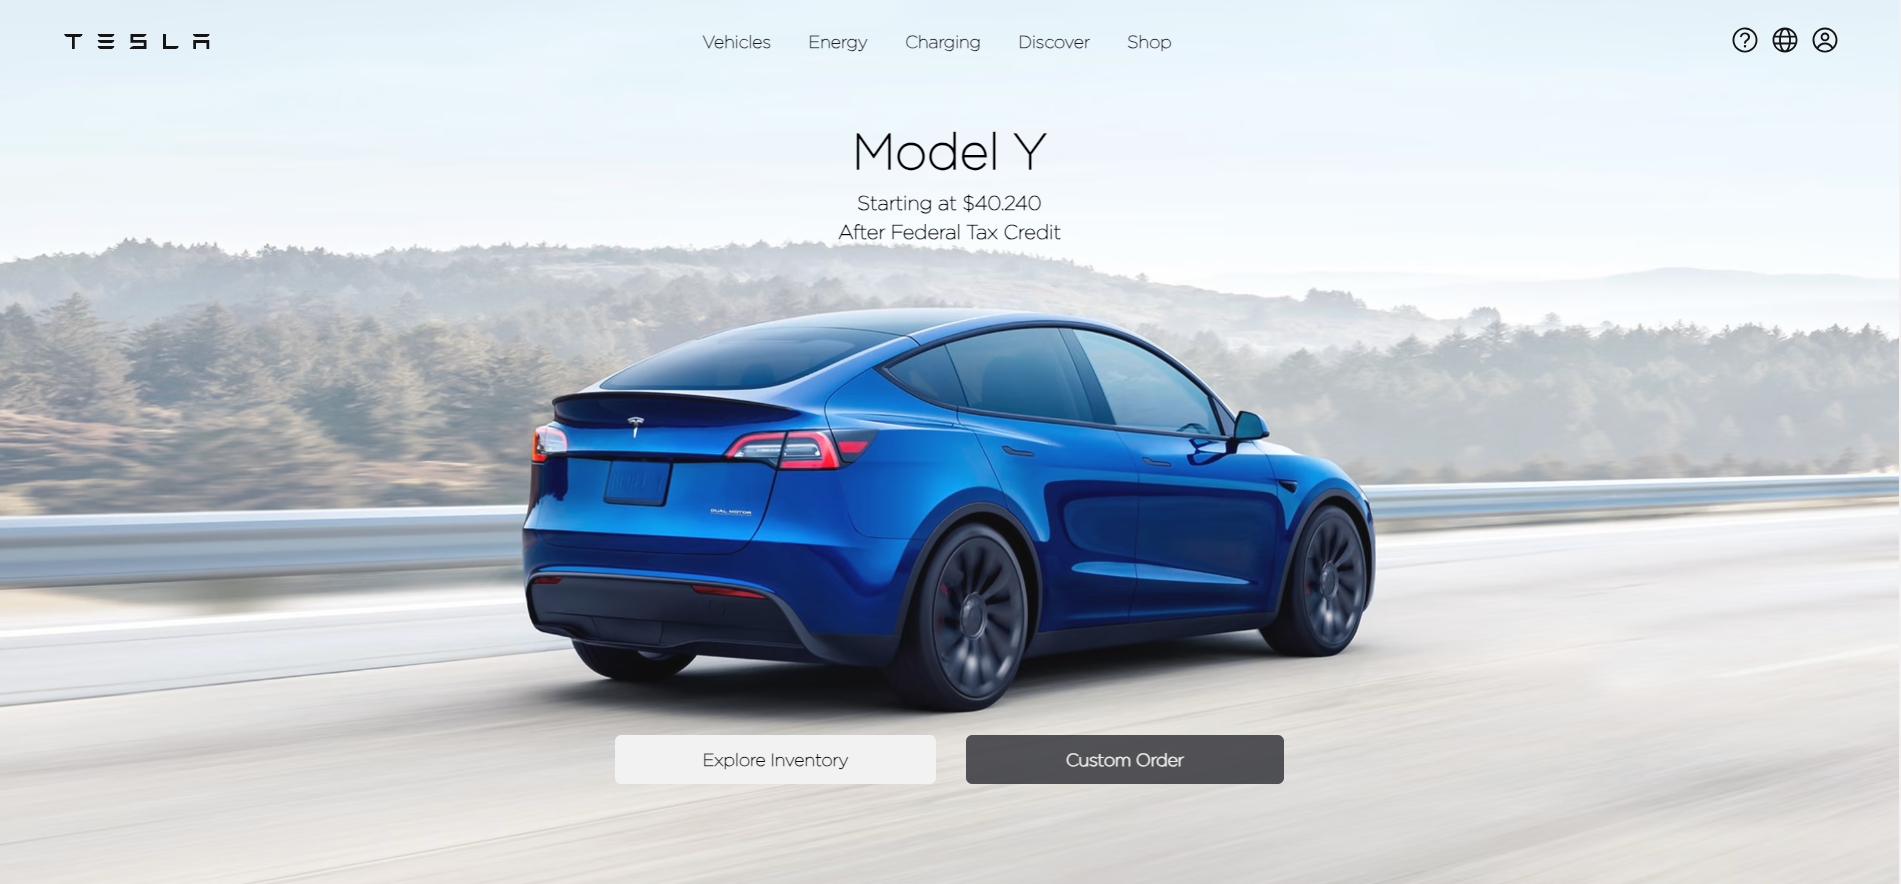 TESLA
Vehicles Energy Charging Discover Shop
Model Y
Starting at $40.240
After Federal Tax Credit
DUAL MOTOR
Explore Inventory
Custom Order